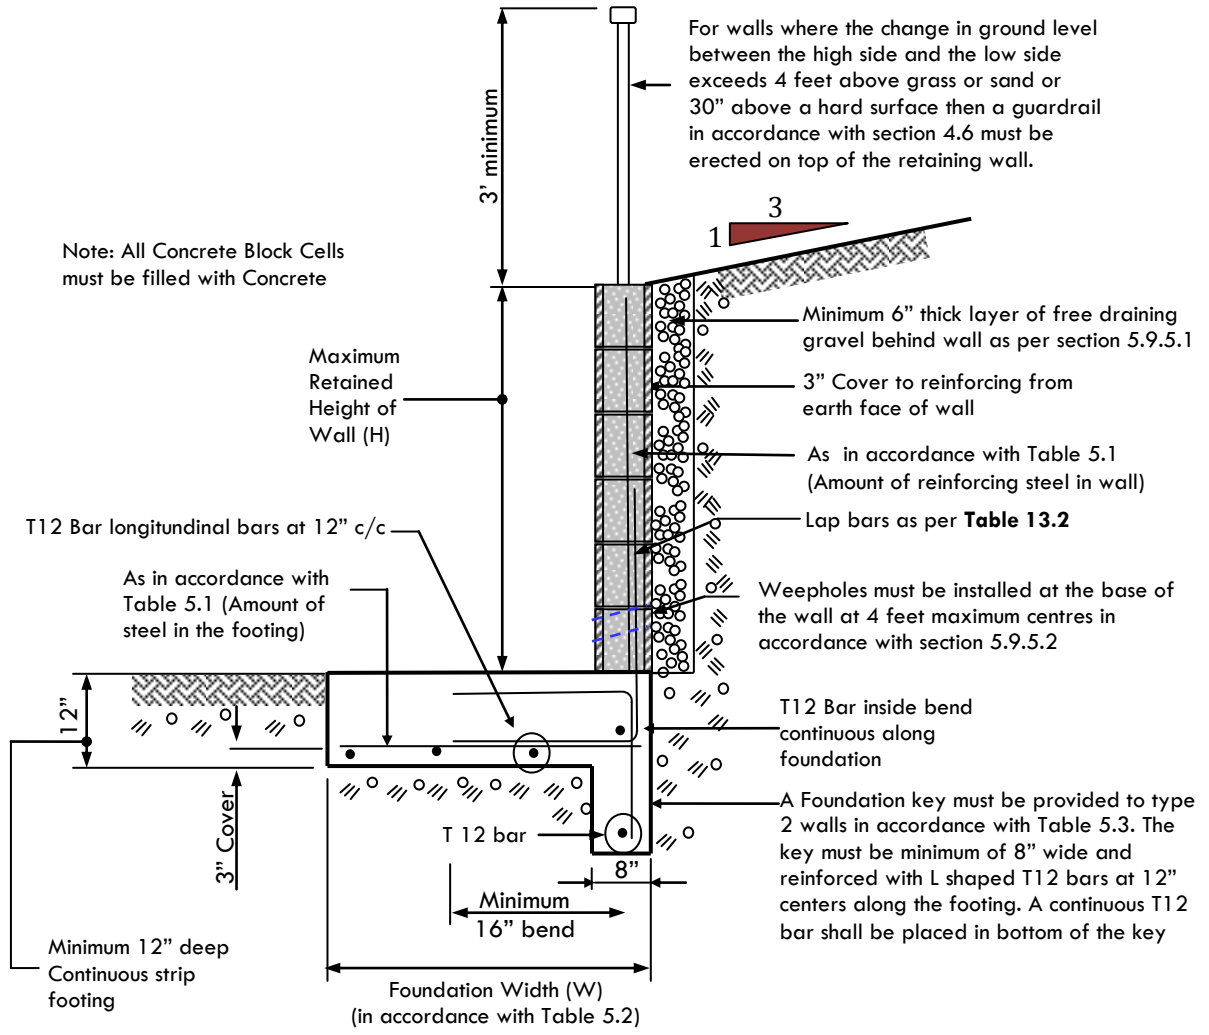 For walls where the change in ground level
between the high side and the low side
exceeds 4 feet above grass or sand or
30” above a hard surface then a guardrail
in accordance with section 4.6 must be
erected on top of the retaining wall.
3’ minimum
3
1
Note: All Concrete Block Cells
must be filled with Concrete
Minimum 6” thick layer of free draining
gravel behind wall as per section 5.9.5.1
Maximum
Retained
Height of
Wall (H)
3” Cover to reinforcing from
earth face of wall
As in accordance with Table 5.1
(Amount of reinforcing steel in wall)
Lap bars as per Table 13.2
T12 Bar longitundinal bars at 12” c/c
As in accordance with
Table 5.1 (Amount of
steel in the footing)
Weepholes must be installed at the base of
the wall at 4 feet maximum centres in
accordance with section 5.9.5.2
12”
T12 Bar inside bend
continuous along
foundation
3” Cover
T 12 bar
A Foundation key must be provided to type
2 walls in accordance with Table 5.3. The
key must be minimum of 8” wide and
reinforced with L shaped T12 bars at 12”
centers along the footing. A continuous T12
bar shall be placed in bottom of the key
8”
Minimum
16” bend
Minimum 12” deep
Continuous strip
footing
Foundation Width (W)
(in accordance with Table 5.2)